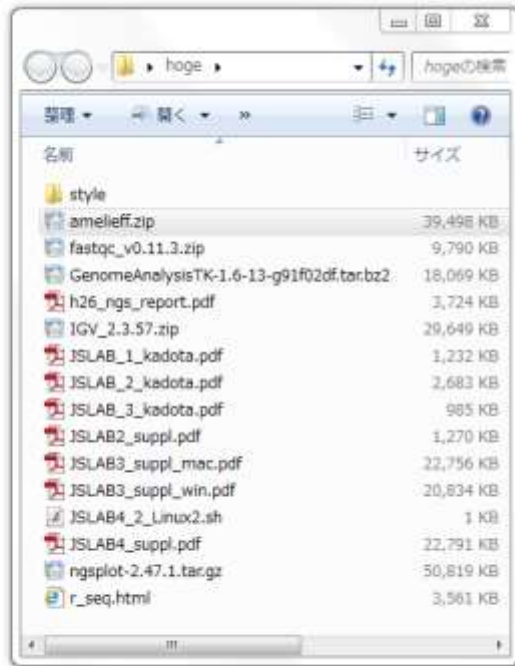 hoge
hogeの検索
整理 開く »
名前 サイズ
style
amelieff.zip 39,498 KB
fastqc_v0.11.3.zip 9,790 KB
GenomeAnalysisTK-1.6-13-g91f02df.tar.bz2 18,069 KB
h26_ngs_report.pdf 3,724 KB
IGV_2.3.57.zip 29,649 KB
JSLAB_1_kadota.pdf 1,232 KB
JSLAB_2_kadota.pdf 2,683 KB
JSLAB_3_kadota.pdf 985 KB
JSLAB2_suppl.pdf 1,270 KB
JSLAB3_suppl_mac.pdf 22,756 KB
JSLAB3_suppl_win.pdf 20,834 KB
JSLAB4_2_Linux2.sh 1 KB
JSLAB4_suppl.pdf 22,791 KB
ngsplot-2.47.1.tar.gz 50,819 KB
r_seq.html 3,561 KB